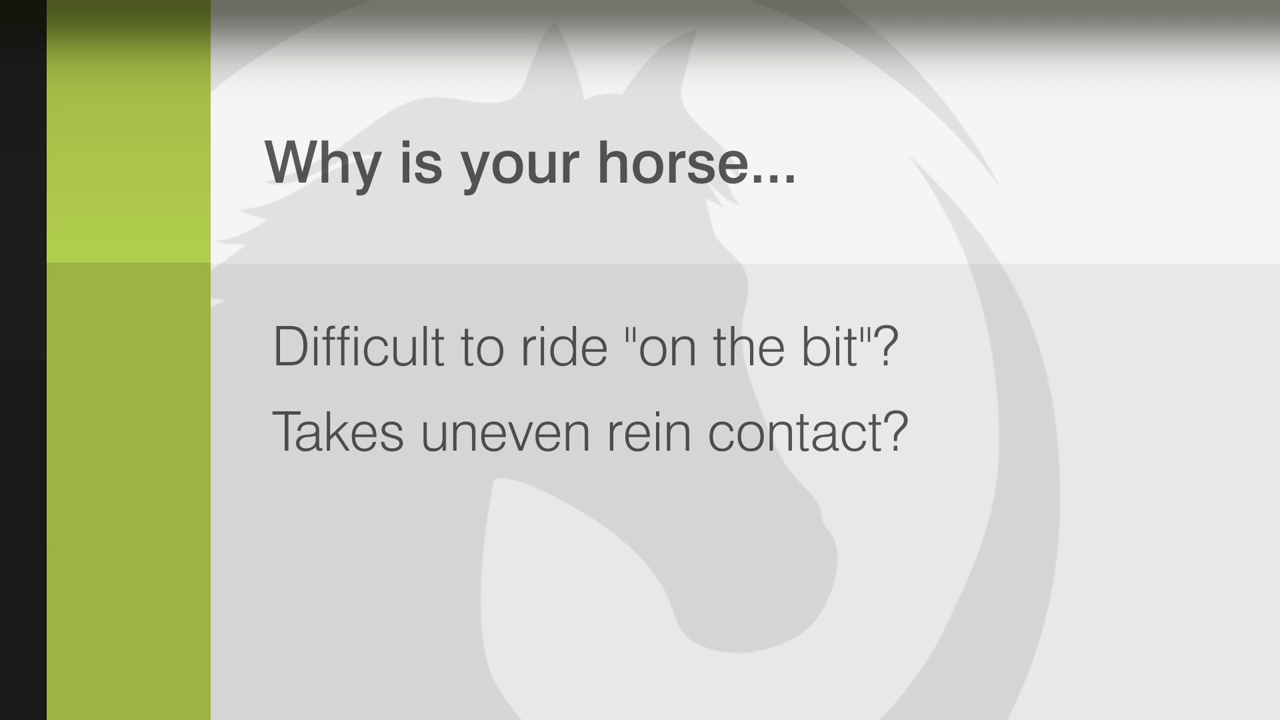 Why is your horse...
Difficult to ride "on the bit"?
Takes uneven rein contact?